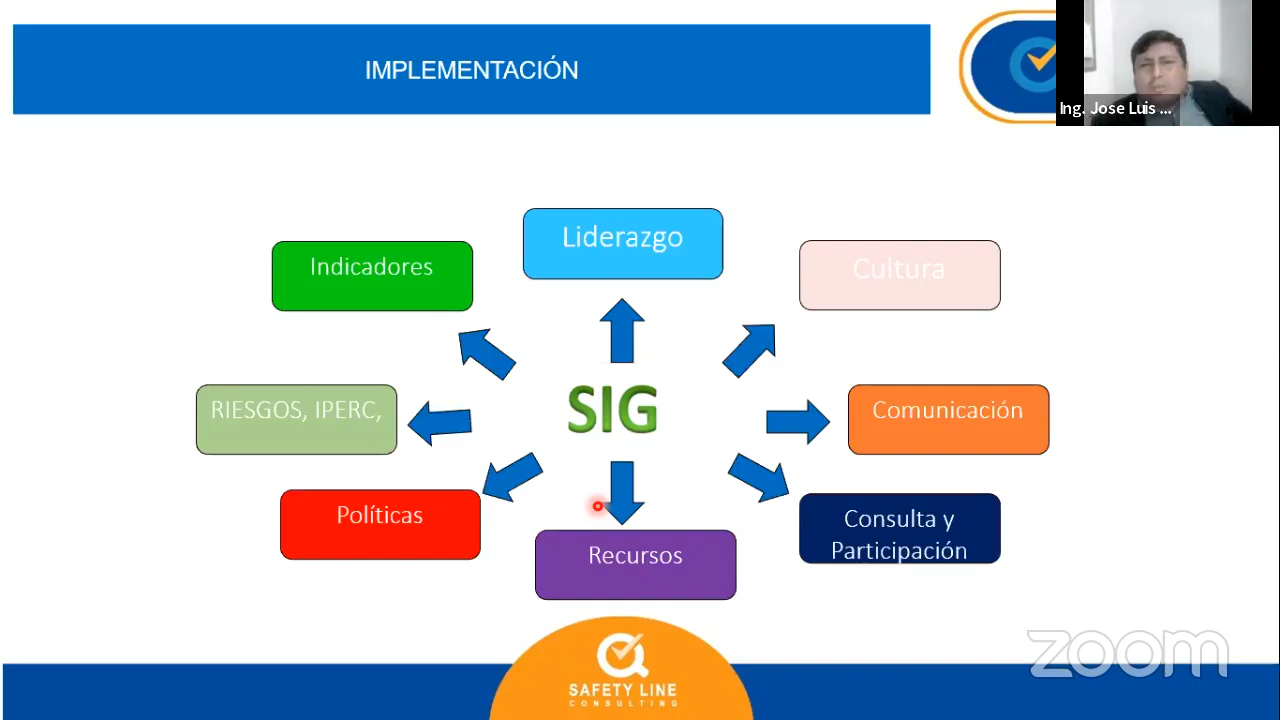 IMPLEMENTACIÓN
Ing. Jose Luis ...
Liderazgo
Indicadores
Cultura
SIG
RIESGOS, IPERC,
Comunicación
Políticas
Consulta y
Participación
Recursos
zoom
SAFETY LINE
CONSULTING